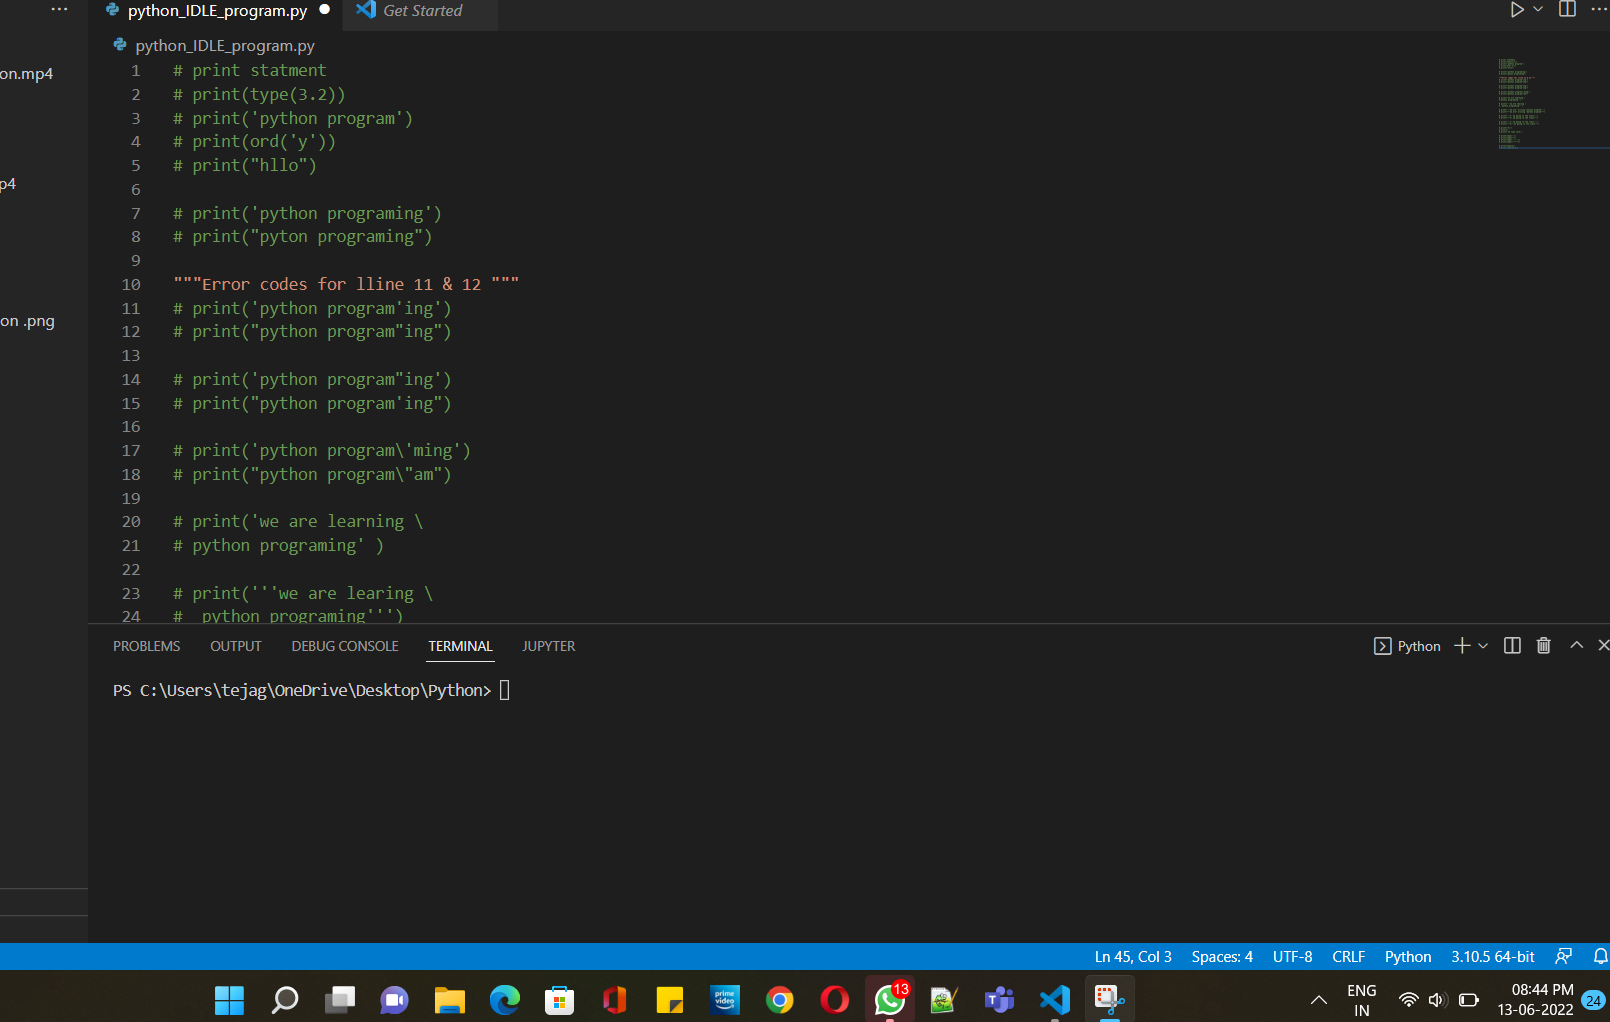 python_IDLE_program.py
Get Started
on.mp4
p4
on .png
python_IDLE_program.py
1 # print statment
2 # print(type(3.2))
3 # print('python program')
4 # print(ord('y'))
5 # print("hllo")
6
7 # print('python programing')
8 # print("pyton programing")
9
10 """Error codes for lline 11 & 12 """
11 # print('python program'ing')
12 # print("python program"ing")
13
14 # print('python program"ing')
15 # print("python program'ing")
16
17 # print('python program\'ming')
18 # print("python program\"am")
19
20 # print('we are learning \
21 # python programing' )
22
23 # print('''we are learing \
24 #  python programing''')
PROBLEMS OUTPUT DEBUG CONSOLE TERMINAL JUPYTER
Python
PS C:\Users\tejag\OneDrive\Desktop\Python>
Ln 45, Col 3 Spaces: 4 UTF-8 CRLF Python 3.10.5 64-bit
prime video
13
ENG
IN
08:44 PM
13-06-2022
24